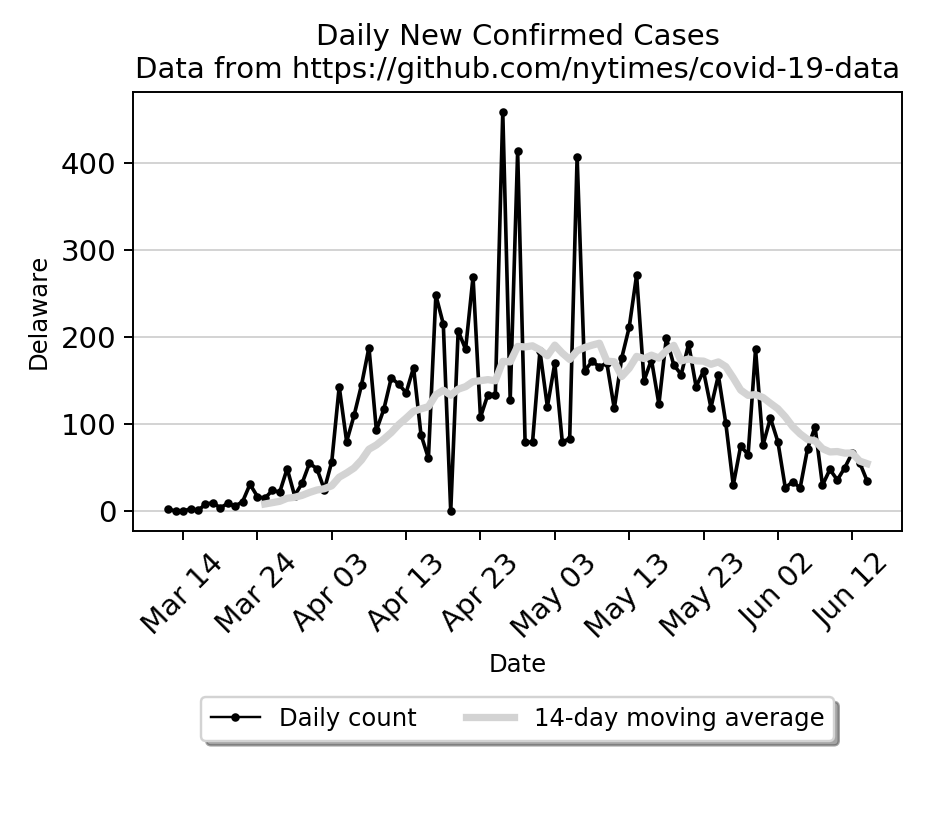 Daily New Confirmed Cases
Data from https://github.com/nytimes/covid-19-data
Delaware
400
300
200
100
0
Mar 14
Mar 24
Apr 03
Apr 13
Apr 23
May 03
May 13
May 23
Jun 02
Jun 12
Date
Daily count
14-day moving average